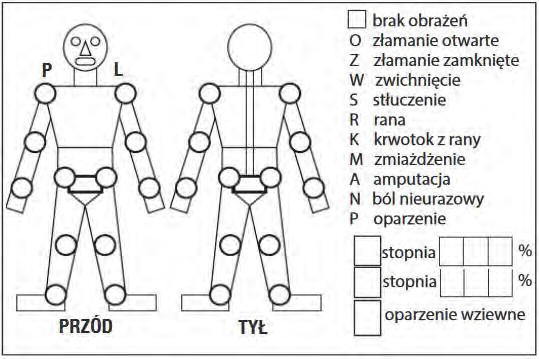 P L
PRZÓD
TYŁ
brak obrażeń
O złamanie otwarte
Z złamanie zamknięte
W zwichnięcie
S stłuczenie
R rana
K krwotok z rany
M zmiażdżenie
A amputacja
N ból nieurazowy
P oparzenie
stopnia %
stopnia %
oparzenie wziewne